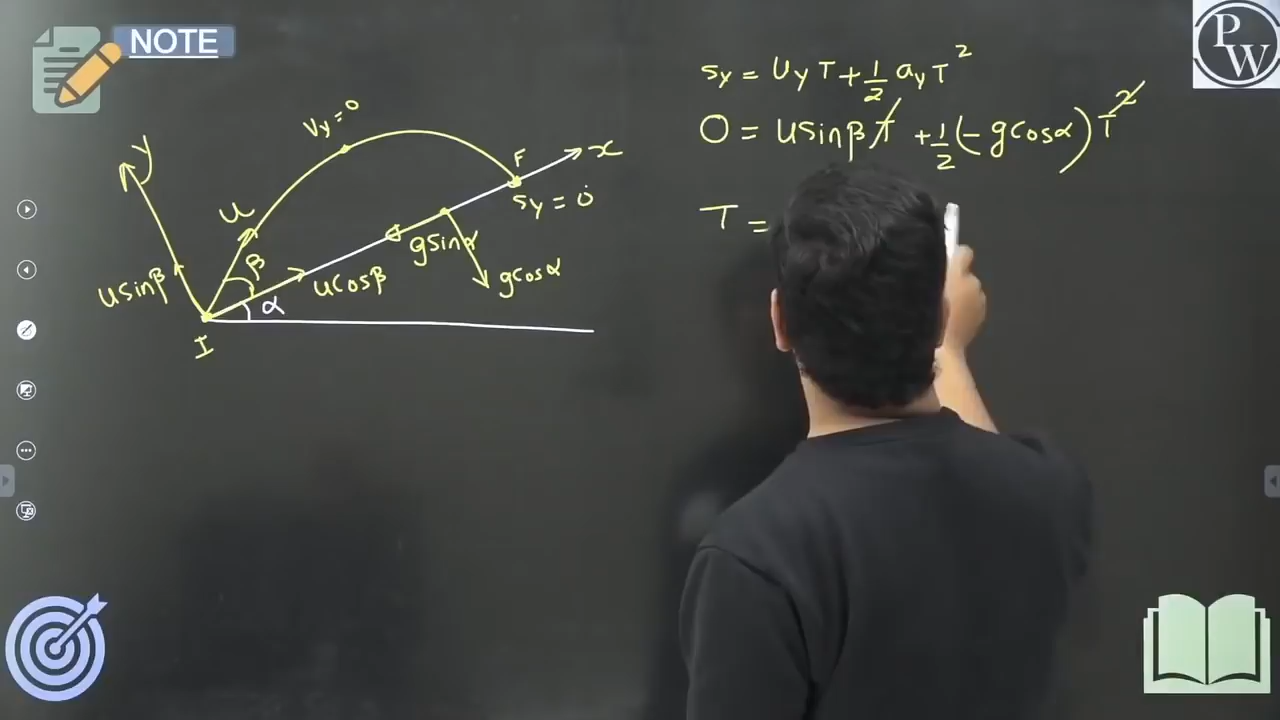 NOTE
PW
y
Vy = 0
u
β
usinβ
ucosβ
α
I
F
x
sy = 0
gsinα
gcosα
sy = Uy T + 1/2 ay T²
0 = usinβ T + 1/2 (- gcosα) T²
T =